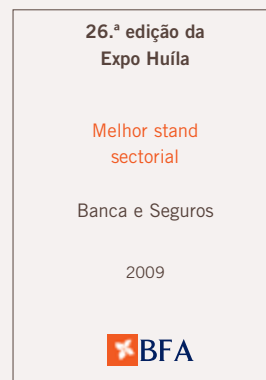 26.ª edição da
Expo Huíla
Melhor stand
sectorial
Banca e Seguros
2009
BFA